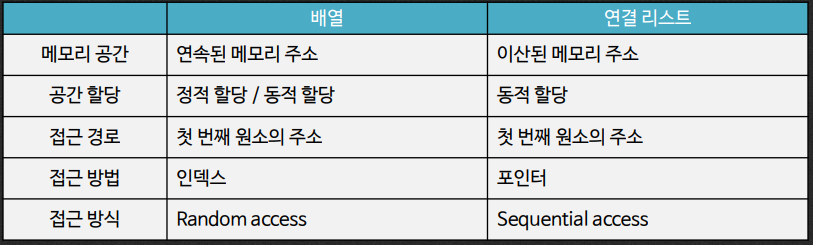 배열 연결 리스트
메모리 공간 연속된 메모리 주소 이산된 메모리 주소
공간 할당 정적 할당 / 동적 할당 동적 할당
접근 경로 첫 번째 원소의 주소 첫 번째 원소의 주소
접근 방법 인덱스 포인터
접근 방식 Random access Sequential access